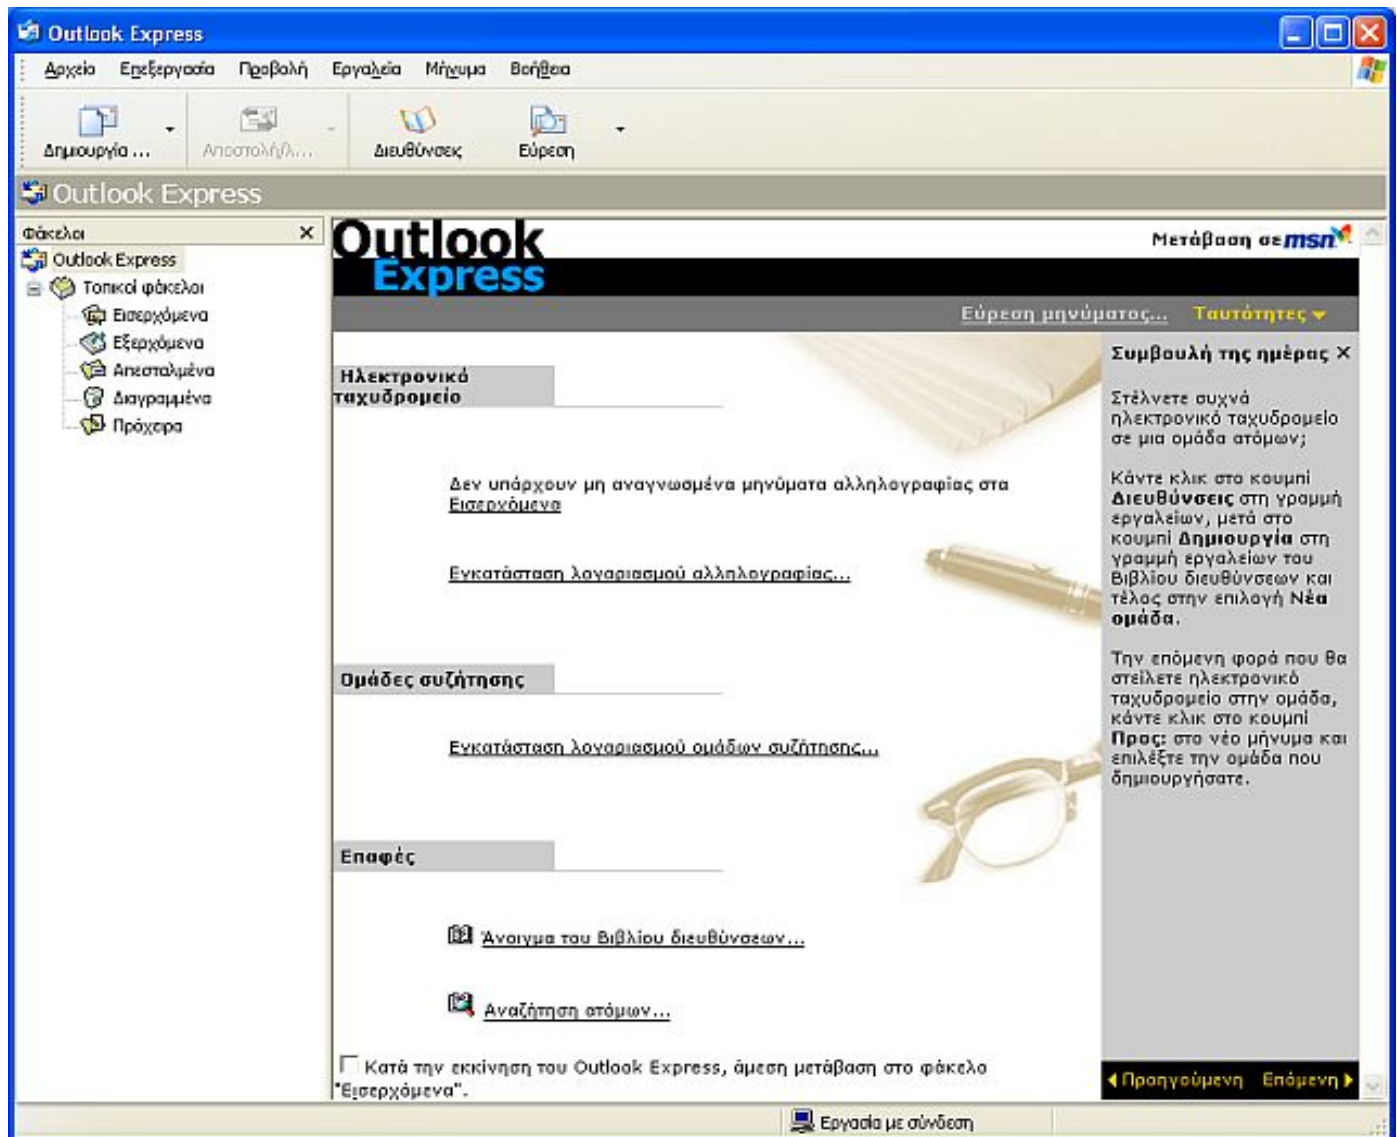 Outlook Express
Αρχείο Επεξεργασία Προβολή Εργαλεία Μήνυμα Βοήθεια
Δημιουργία ... Αποστολή/λ... Διευθύνσεις Εύρεση
Outlook Express
Φάκελοι
Outlook Express
Τοπικοί φάκελοι
Εισερχόμενα
Εξερχόμενα
Απεσταλμένα
Διαγραμμένα
Πρόχειρα
Outlook
Express
Μετάβαση σε msn
Εύρεση μηνύματος... Ταυτότητες
Ηλεκτρονικό
ταχυδρομείο
Δεν υπάρχουν μη αναγνωσμένα μηνύματα αλληλογραφίας στα
Εισερχόμενα
Εγκατάσταση λογαριασμού αλληλογραφίας...
Ομάδες συζήτησης
Εγκατάσταση λογαριασμού ομάδων συζήτησης...
Επαφές
Άνοιγμα του Βιβλίου διευθύνσεων...
Αναζήτηση ατόμων...
Κατά την εκκίνηση του Outlook Express, άμεση μετάβαση στο φάκελο
"Εισερχόμενα".
Συμβουλή της ημέρας
Στέλνετε συχνά
ηλεκτρονικό ταχυδρομείο
σε μια ομάδα ατόμων;
Κάντε κλικ στο κουμπί
Διευθύνσεις στη γραμμή
εργαλείων, μετά στο
κουμπί Δημιουργία στη
γραμμή εργαλείων του
Βιβλίου διευθύνσεων και
τέλος στην επιλογή Νέα
ομάδα.
Την επόμενη φορά που θα
στείλετε ηλεκτρονικό
ταχυδρομείο στην ομάδα,
κάντε κλικ στο κουμπί
Προς: στο νέο μήνυμα και
επιλέξτε την ομάδα που
δημιουργήσατε.
Προηγούμενη Επόμενη
Εργασία με σύνδεση